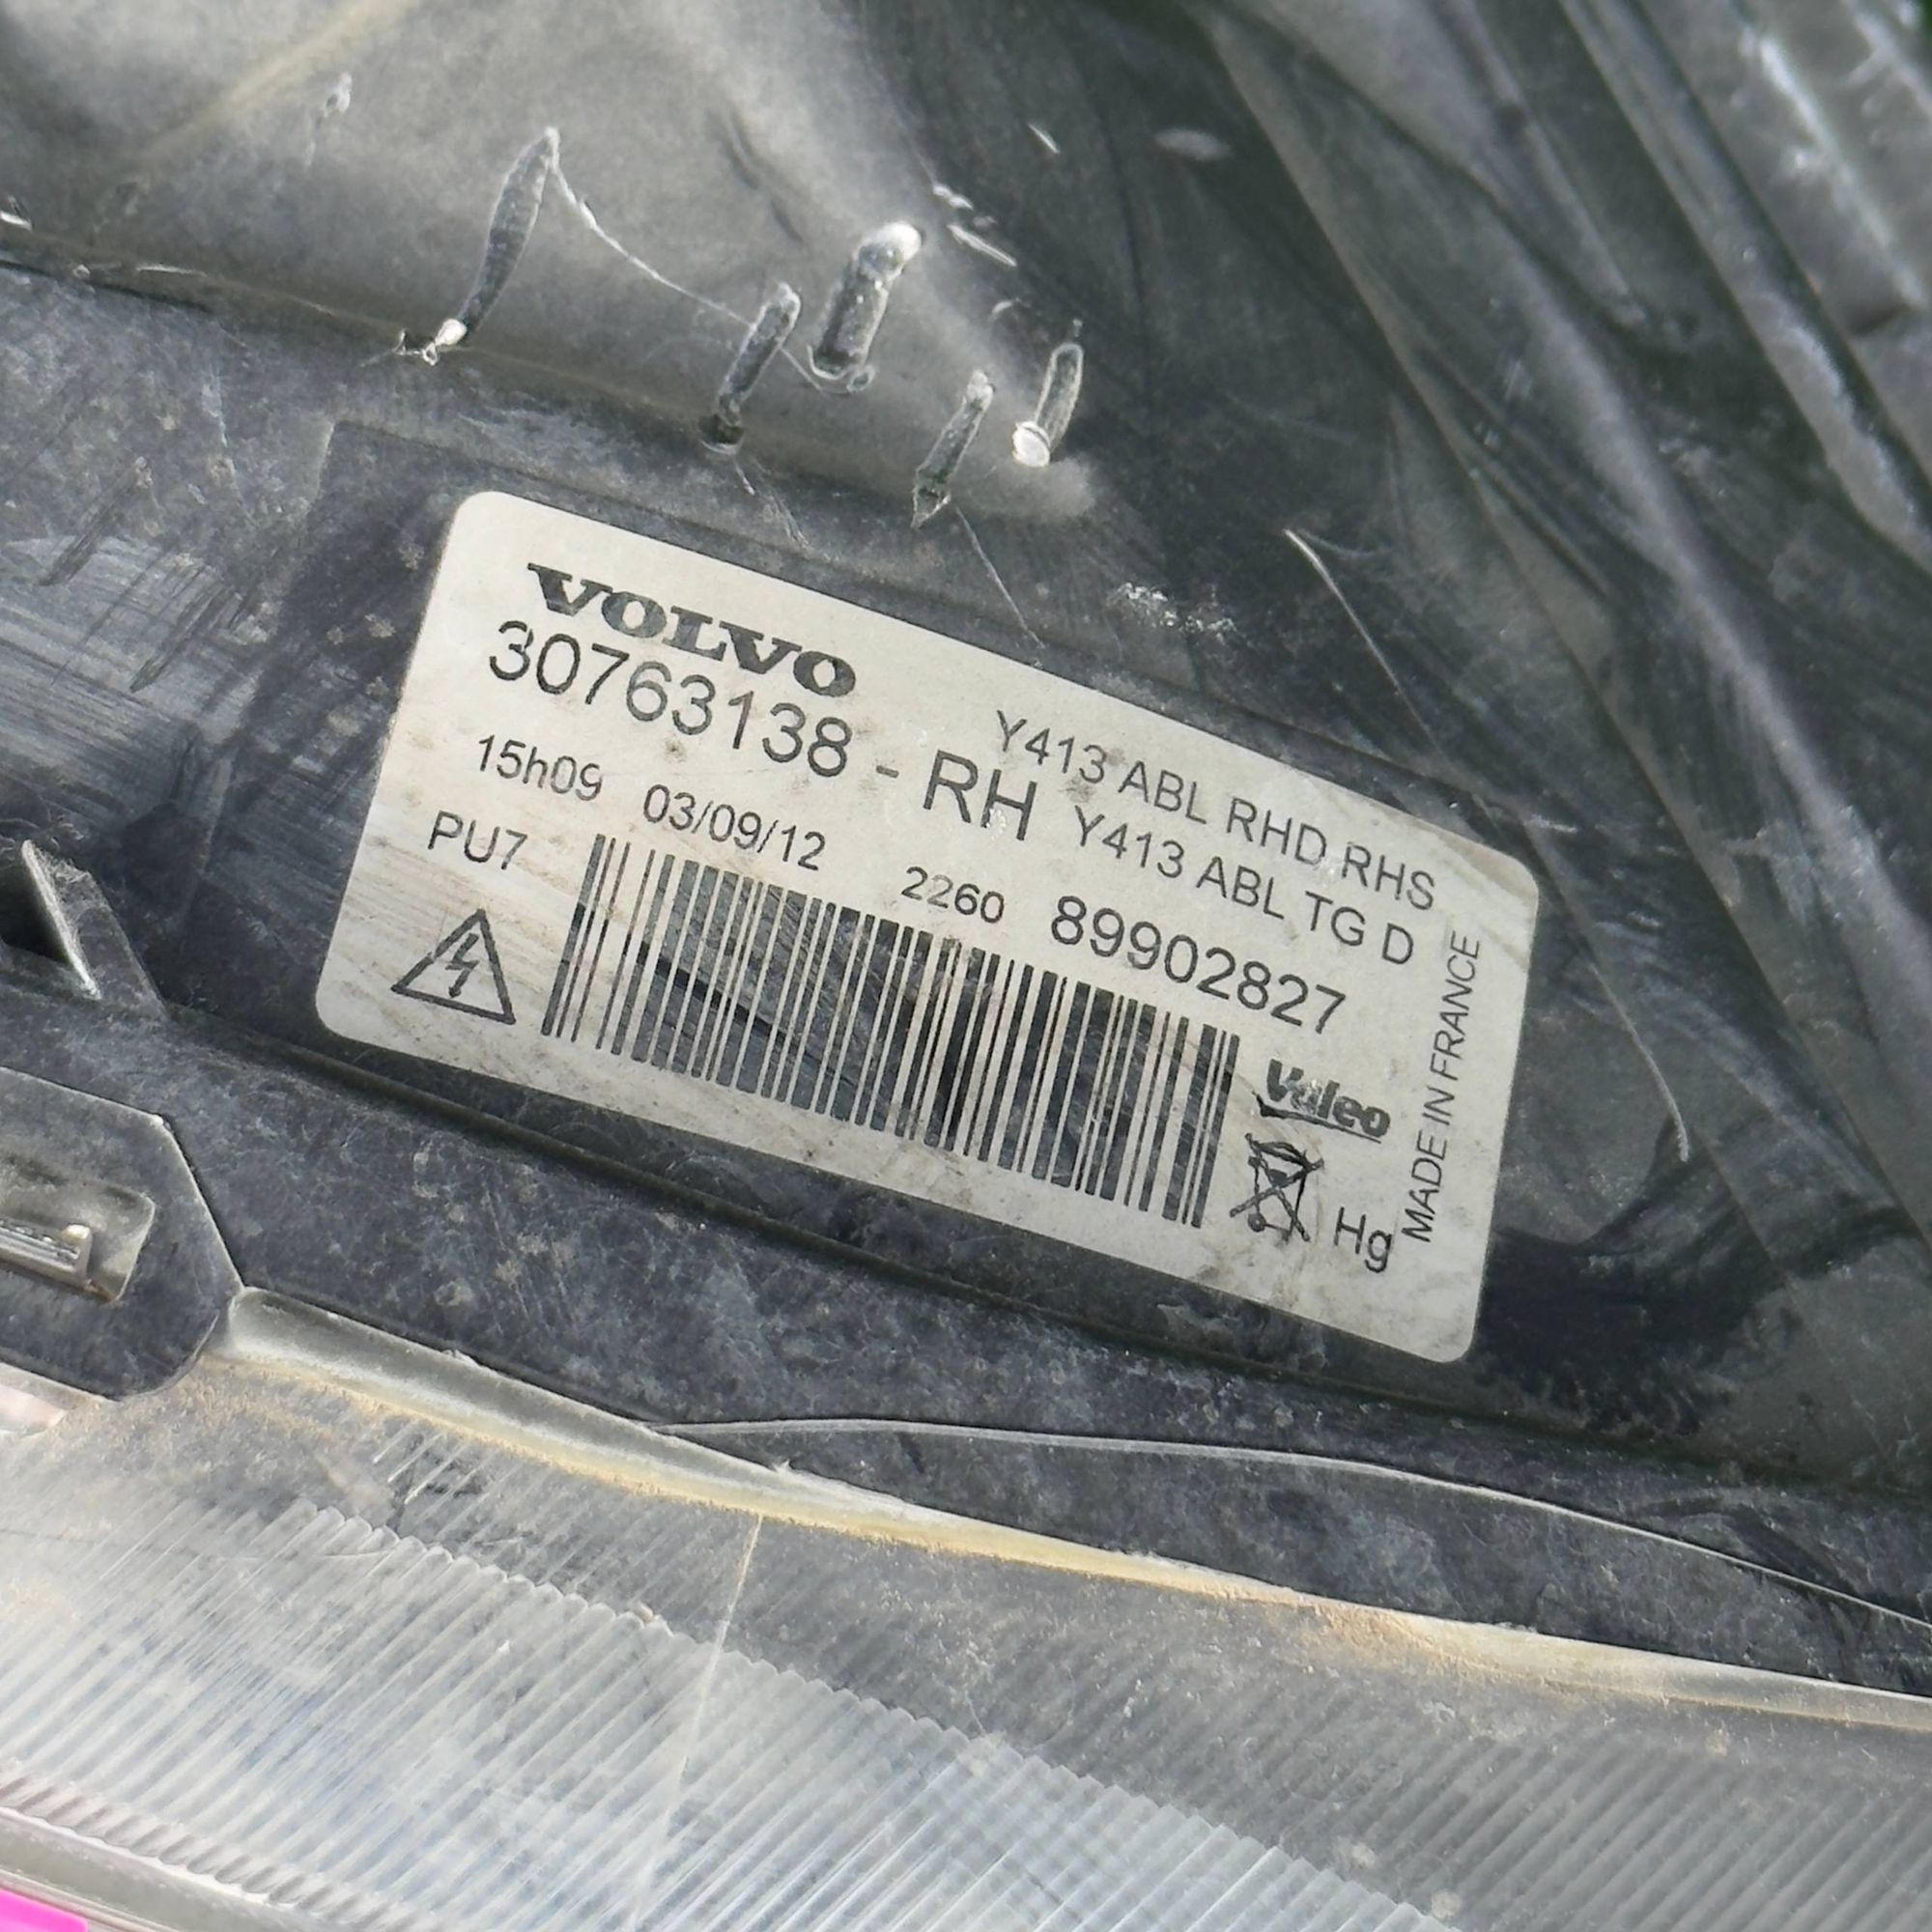 VOLVO
30763138 - RH
Y413 ABL RHD RHS
Y413 ABL TG D
15h09 03/09/12 2260 89902827
PU7
Valeo
Hg
MADE IN FRANCE